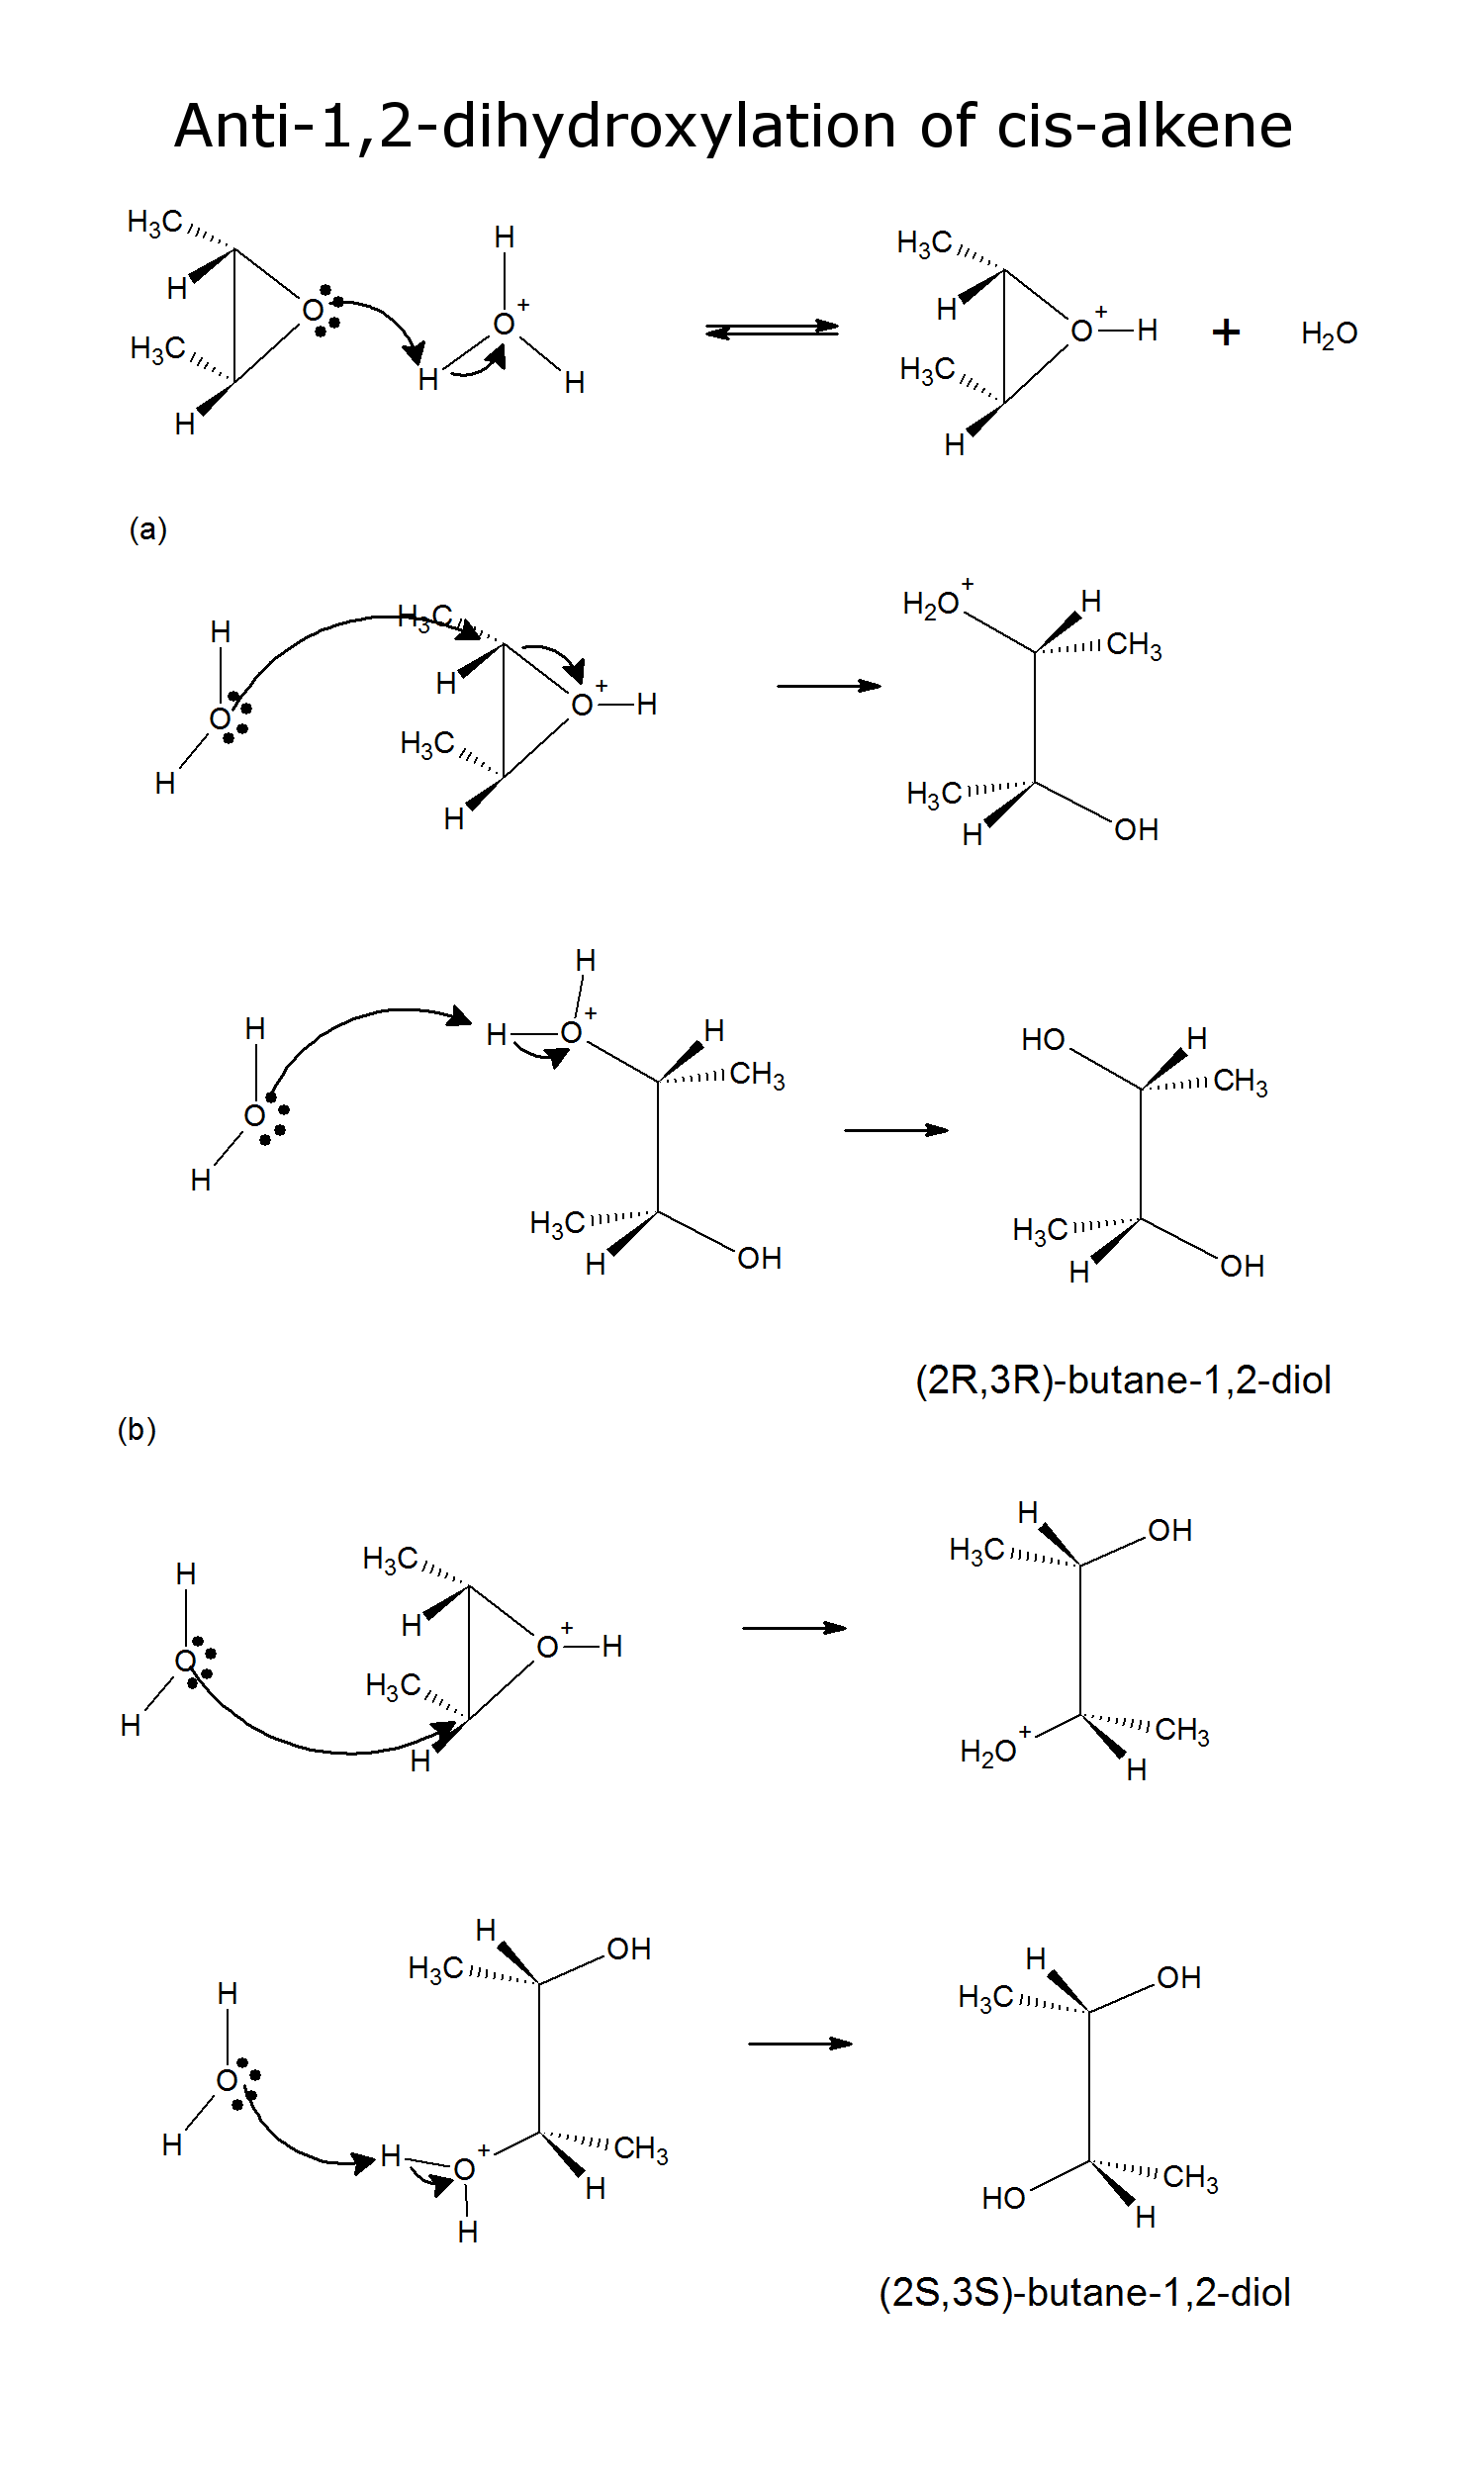 Anti-1,2-dihydroxylation of cis-alkene
H₃C
H
H₃C
H
O
H
O⁺
H
H
H₃C
H
H₃C
H
O⁺
H
+
H₂O
(a)
H
O
H
H₃C
H
H₃C
H
O⁺
H
H₂O⁺
H
CH₃
H₃C
H
OH
H
O
H
H
H
O⁺
H
CH₃
H₃C
H
OH
HO
H
CH₃
H₃C
H
OH
(2R,3R)-butane-1,2-diol
(b)
H
O
H
H₃C
H
H₃C
H
O⁺
H
H
H₃C
OH
H₂O⁺
CH₃
H
H
O
H
H
H₃C
OH
H
O⁺
H
CH₃
H
H
H₃C
OH
HO
CH₃
H
(2S,3S)-butane-1,2-diol